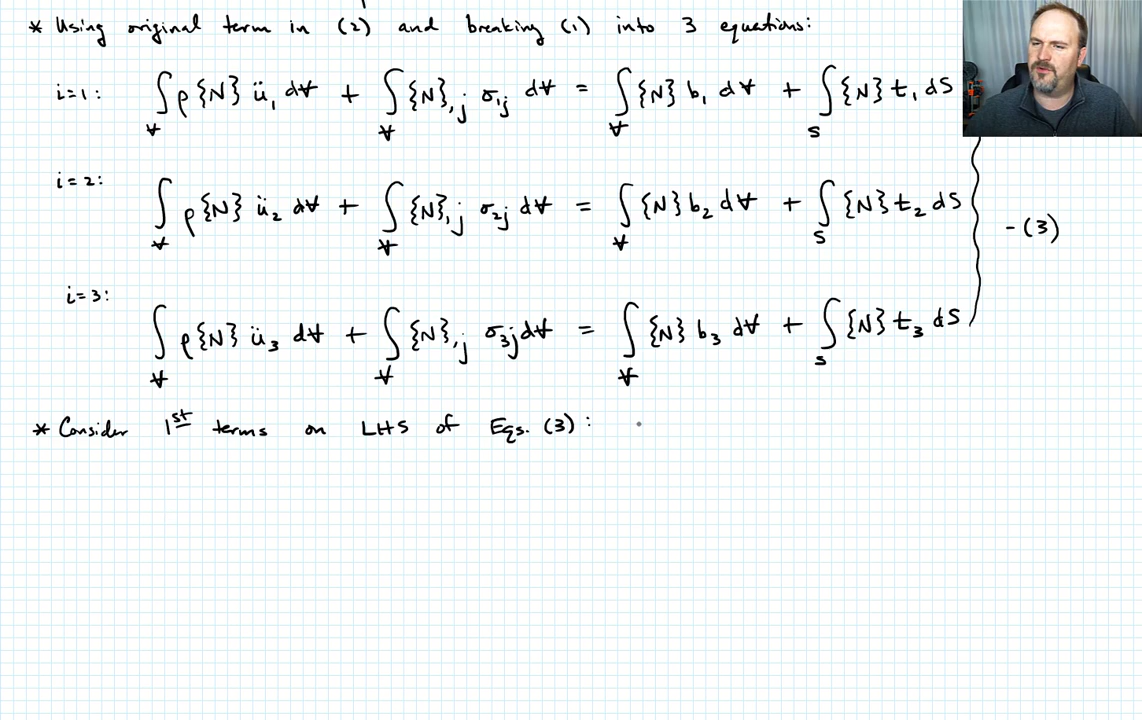 * Using original term in (2) and breaking (1) into 3 equations:
i=1: ∫_V ρ{N} ü₁ dV + ∫_V {N},j σ₁j dV = ∫_V {N} b₁ dV + ∫_S {N} t₁ dS
i=2: ∫_V ρ{N} ü₂ dV + ∫_V {N},j σ₂j dV = ∫_V {N} b₂ dV + ∫_S {N} t₂ dS
- (3)
i=3: ∫_V ρ{N} ü₃ dV + ∫_V {N},j σ₃j dV = ∫_V {N} b₃ dV + ∫_S {N} t₃ dS
* Consider 1st terms on LHS of Eqs. (3):